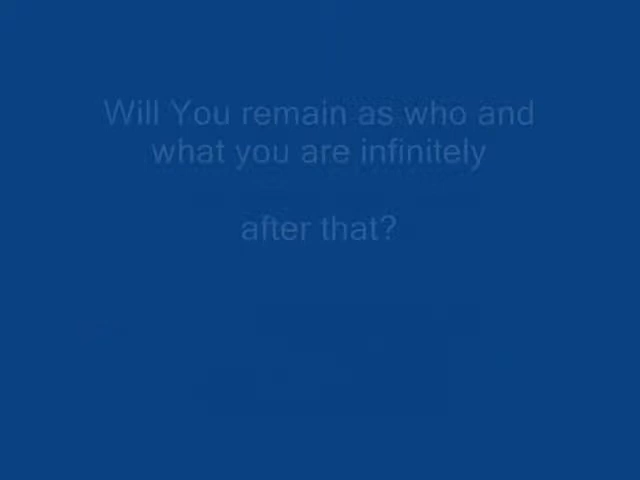 Will You remain as who and
what you are infinitely
after that?